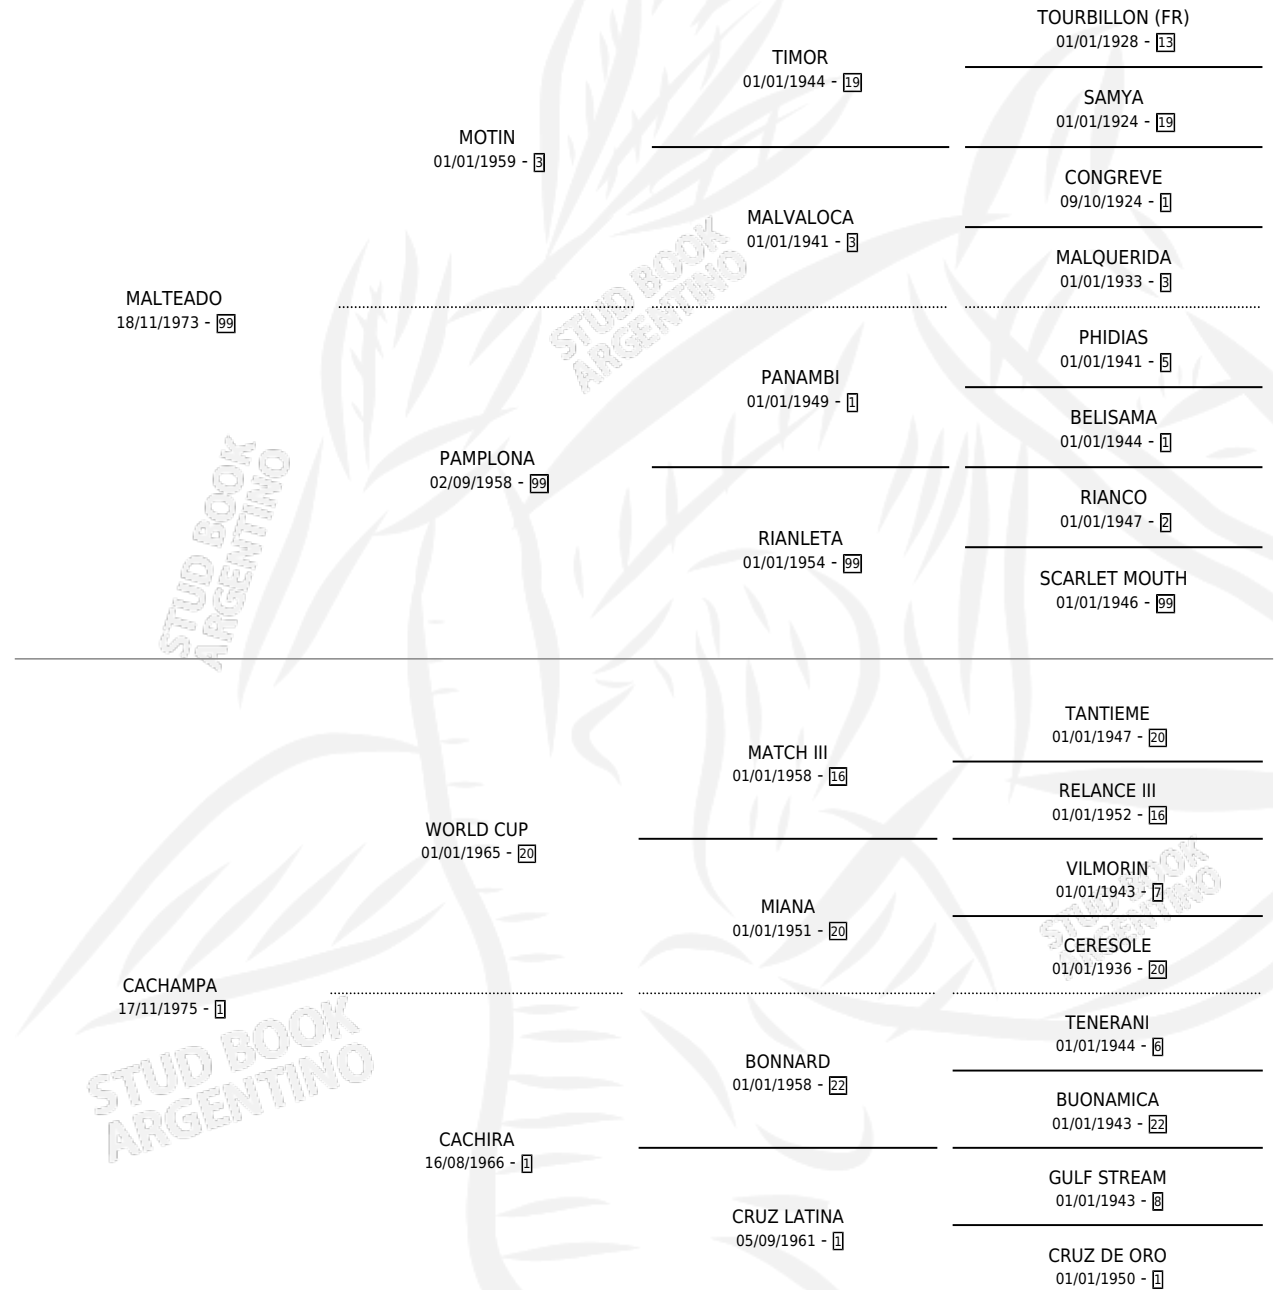 TOURBILLON (FR)
01/01/1928 - 13
TIMOR
01/01/1944 - 19
SAMYA
01/01/1924 - 19
MOTIN
01/01/1959 - 3
CONGREVE
09/10/1924 - 1
MALVALOCA
01/01/1941 - 3
MALQUERIDA
01/01/1933 - 3
MALTEADO
18/11/1973 - 99
PHIDIAS
01/01/1941 - 5
PANAMBI
01/01/1949 - 1
BELISAMA
01/01/1944 - 1
PAMPLONA
02/09/1958 - 99
RIANCO
01/01/1947 - 2
RIANLETA
01/01/1954 - 99
SCARLET MOUTH
01/01/1946 - 99
STUD BOOK
ARGENTINO
STUD BOOK
ARGENTINO
TANTIEME
01/01/1947 - 20
MATCH III
01/01/1958 - 16
RELANCE III
01/01/1952 - 16
WORLD CUP
01/01/1965 - 20
VILMORIN
01/01/1943 - 7
MIANA
01/01/1951 - 20
CERESOLE
01/01/1936 - 20
CACHAMPA
17/11/1975 - 1
TENERANI
01/01/1944 - 6
BONNARD
01/01/1958 - 22
BUONAMICA
01/01/1943 - 22
CACHIRA
16/08/1966 - 1
GULF STREAM
01/01/1943 - 8
CRUZ LATINA
05/09/1961 - 1
CRUZ DE ORO
01/01/1950 - 1
STUD BOOK
ARGENTINO
STUD BOOK
ARGENTINO